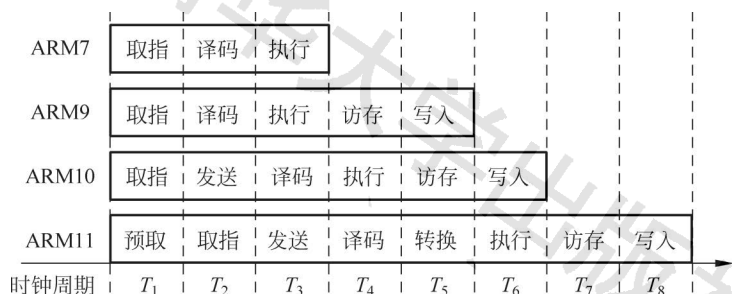 ARM7 取指 译码 执行
ARM9 取指 译码 执行 访存 写入
ARM10 取指 发送 译码 执行 访存 写入
ARM11 预取 取指 发送 译码 转换 执行 访存 写入
时钟周期 T₁ T₂ T₃ T₄ T₅ T₆ T₇ T₈